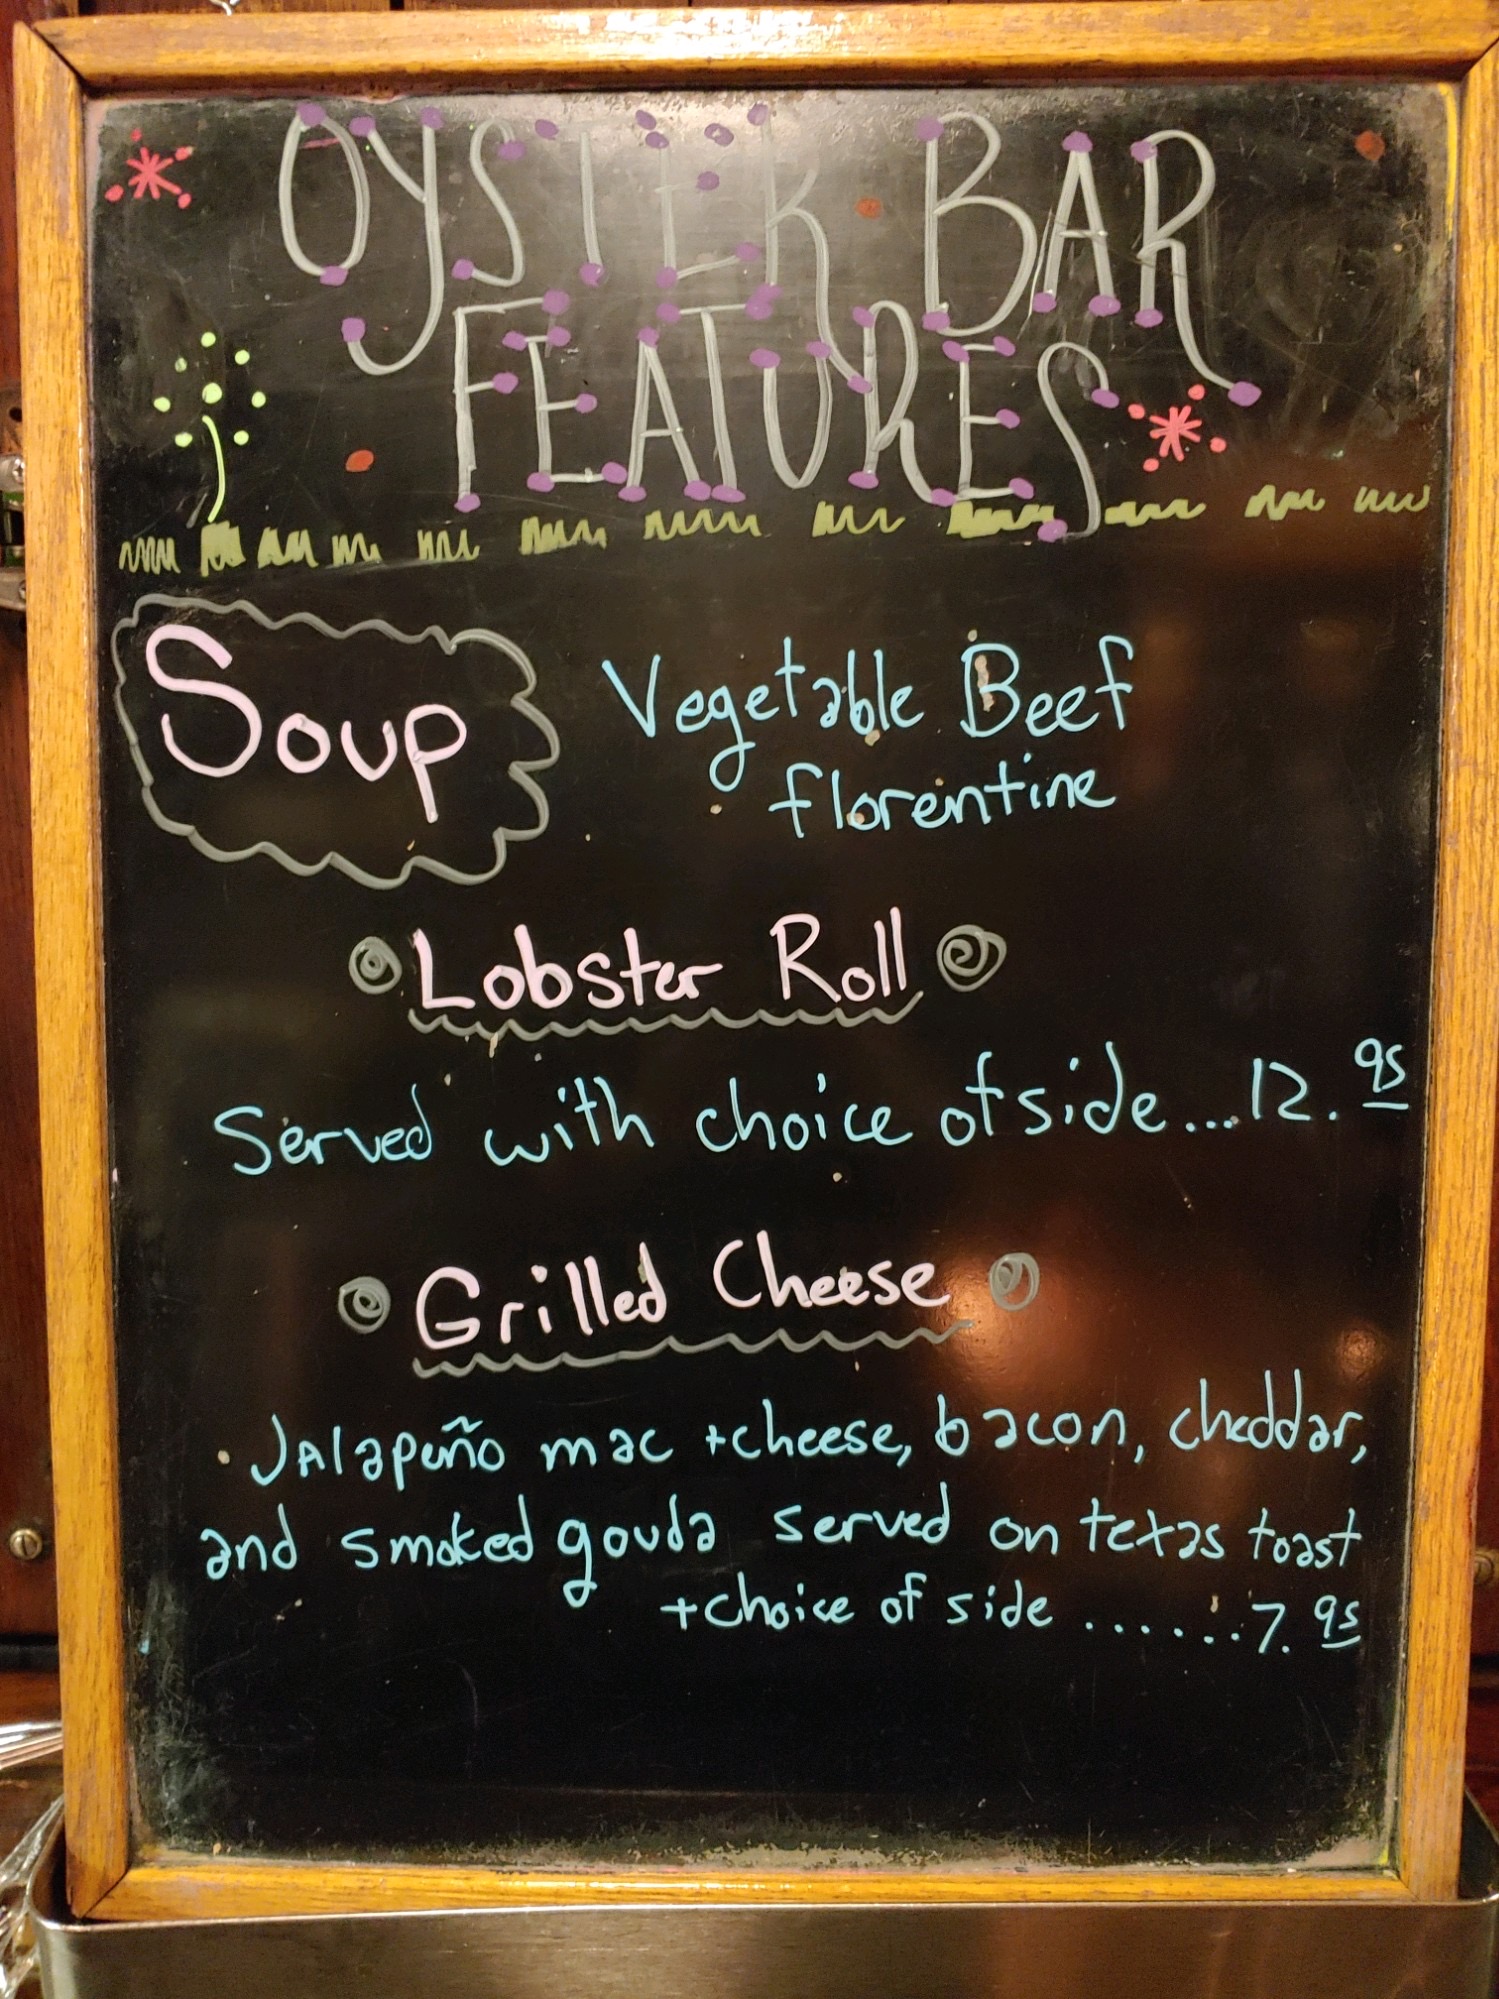 OYSTER BAR
FEATURES
Soup
Vegetable Beef
florentine
Lobster Roll
Served with choice of side...12.95
Grilled Cheese
Jalapeño mac + cheese, bacon, cheddar,
and smoked gouda served on texas toast
+ choice of side .......7.95